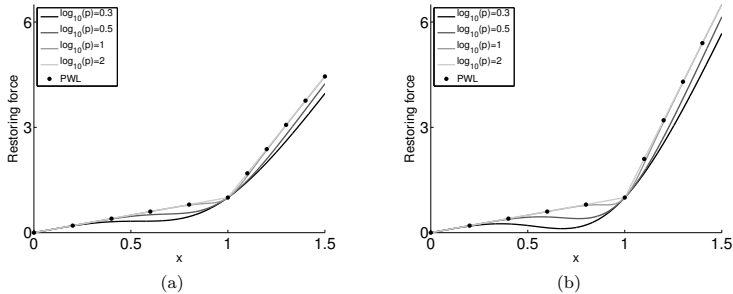 6
log10(p)=0.3
log10(p)=0.5
log10(p)=1
log10(p)=2
PWL
3
0
Restoring force
0
0.5
1
1.5
x
(a)
6
log10(p)=0.3
log10(p)=0.5
log10(p)=1
log10(p)=2
PWL
3
0
Restoring force
0
0.5
1
1.5
x
(b)